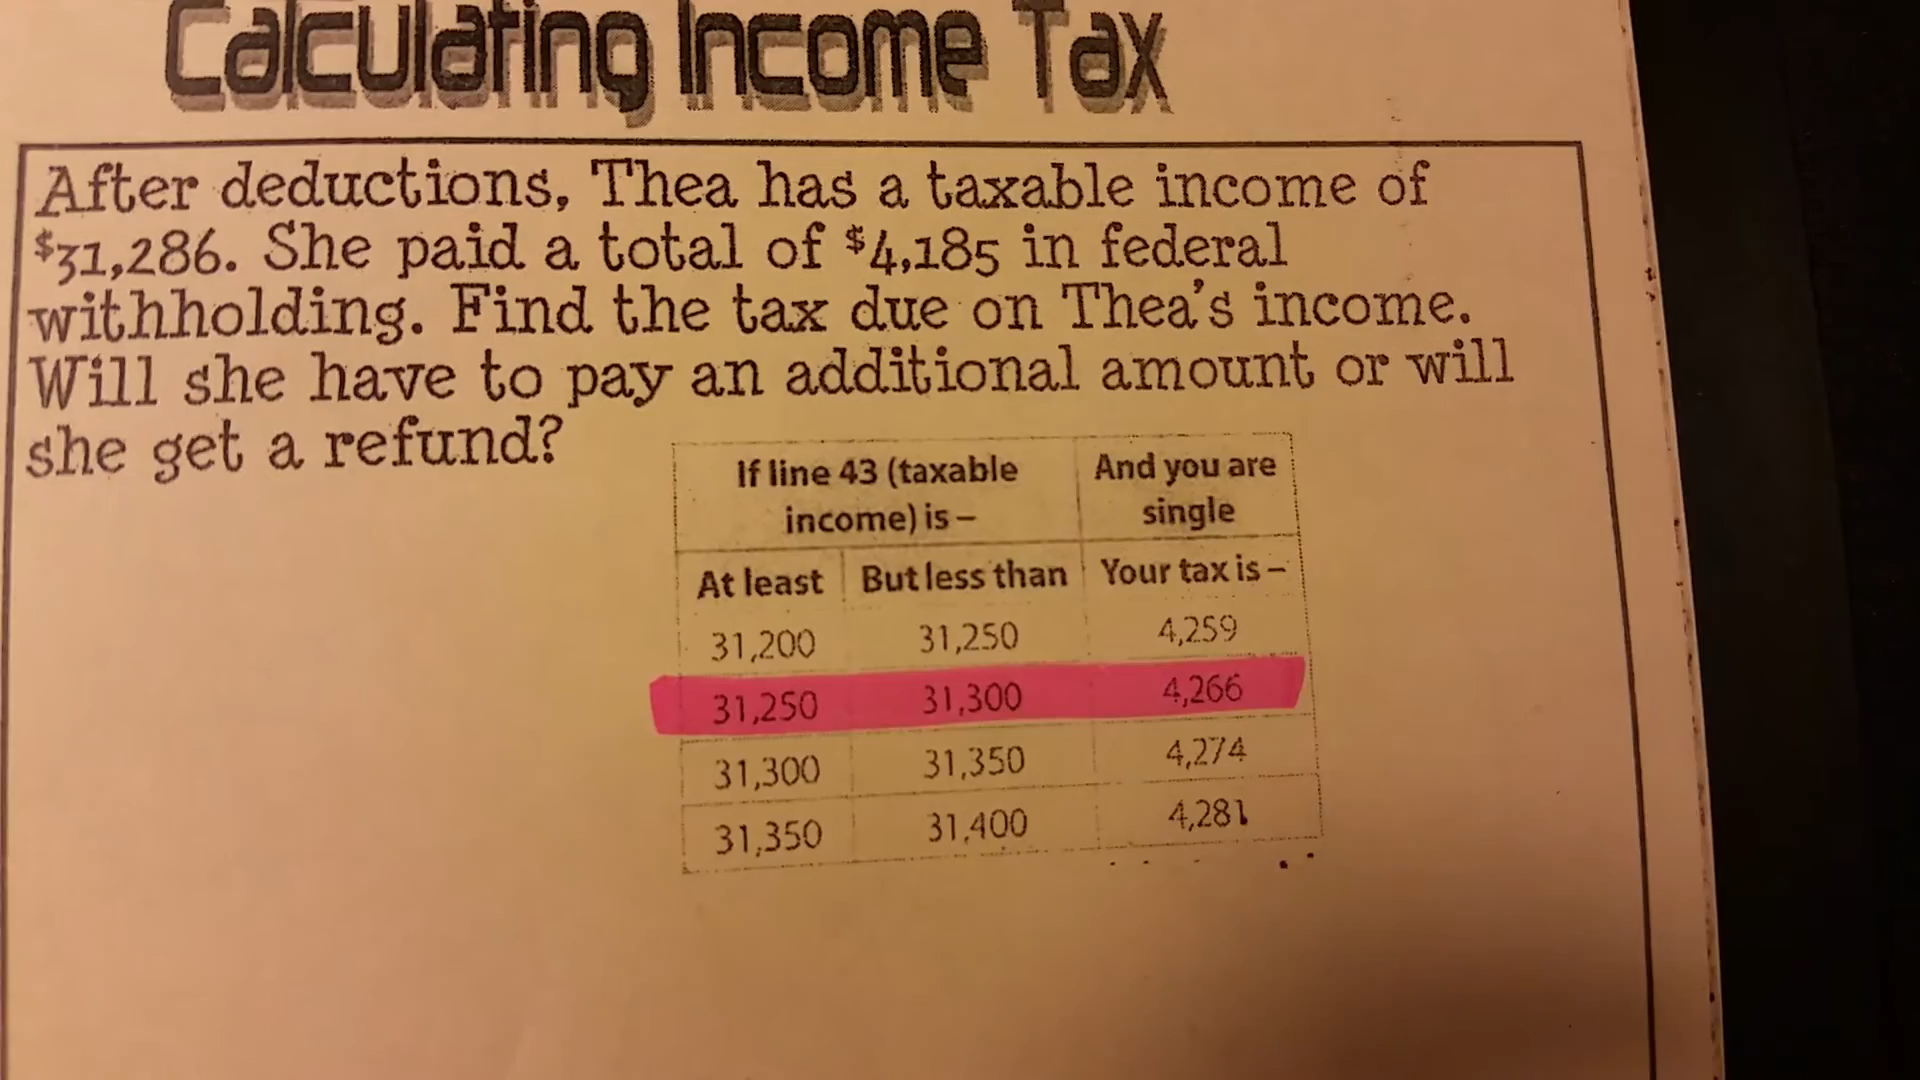 Calculating Income Tax
After deductions, Thea has a taxable income of
$31,286. She paid a total of $4,185 in federal
withholding. Find the tax due on Thea's income.
Will she have to pay an additional amount or will
she get a refund?
If line 43 (taxable income) is – And you are single
At least But less than Your tax is –
31,200 31,250 4,259
31,250 31,300 4,266
31,300 31,350 4,274
31,350 31,400 4,281